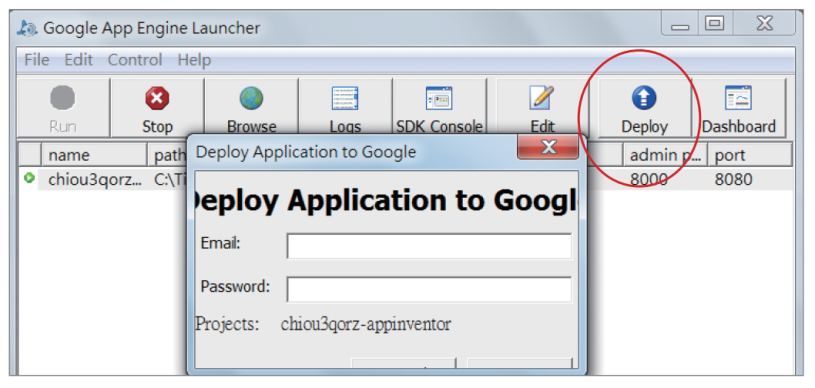 Google App Engine Launcher
File Edit Control Help
Run Stop Browse Logs SDK Console Edit Deploy Dashboard
name path admin p... port
chiou3qorz... C:\Ti 8000 8080
Deploy Application to Google
Deploy Application to Googl
Email:
Password:
Projects: chiou3qorz-appinventor